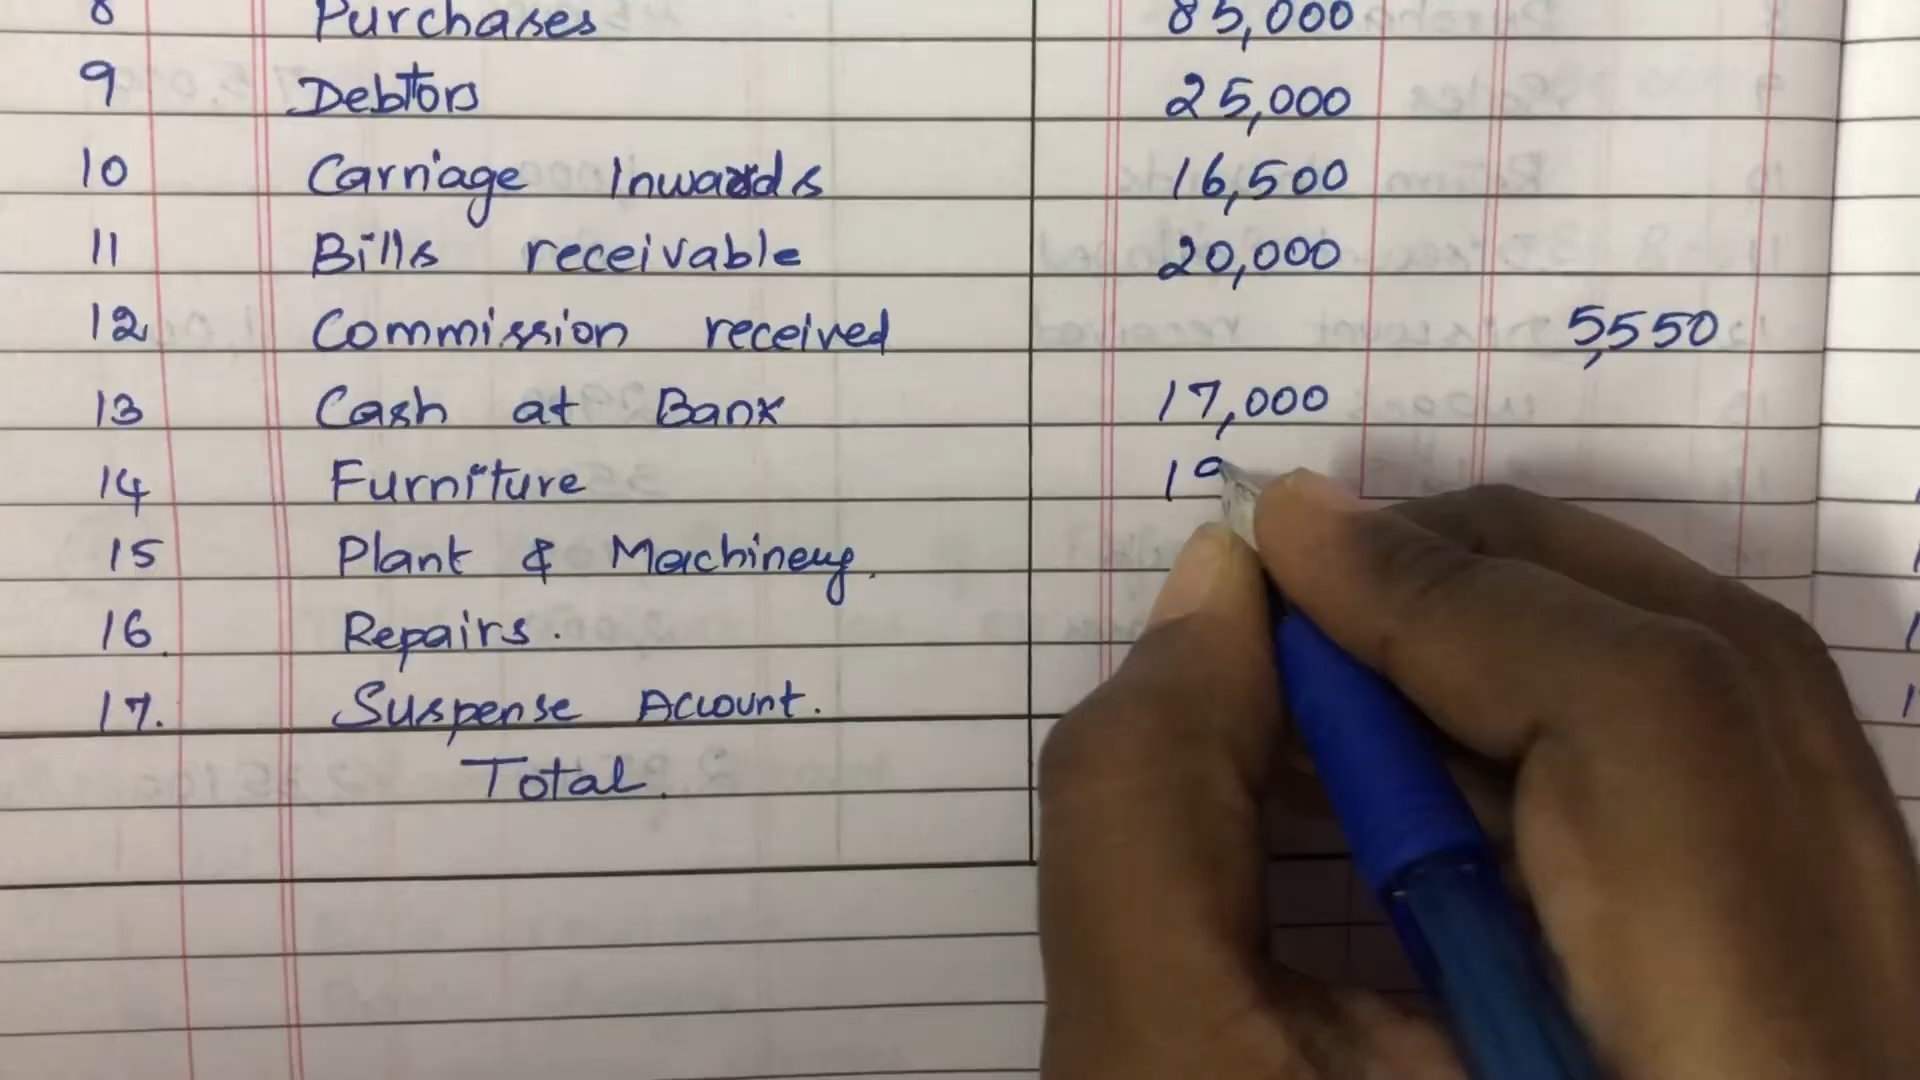 8 Purchases 85,000
9 Debtors 25,000
10 Carriage Inwards 16,500
11 Bills receivable 20,000
12 Commission received 5,550
13 Cash at Bank 17,000
14 Furniture
15 Plant & Machinery.
16. Repairs.
17. Suspense Account.
Total.